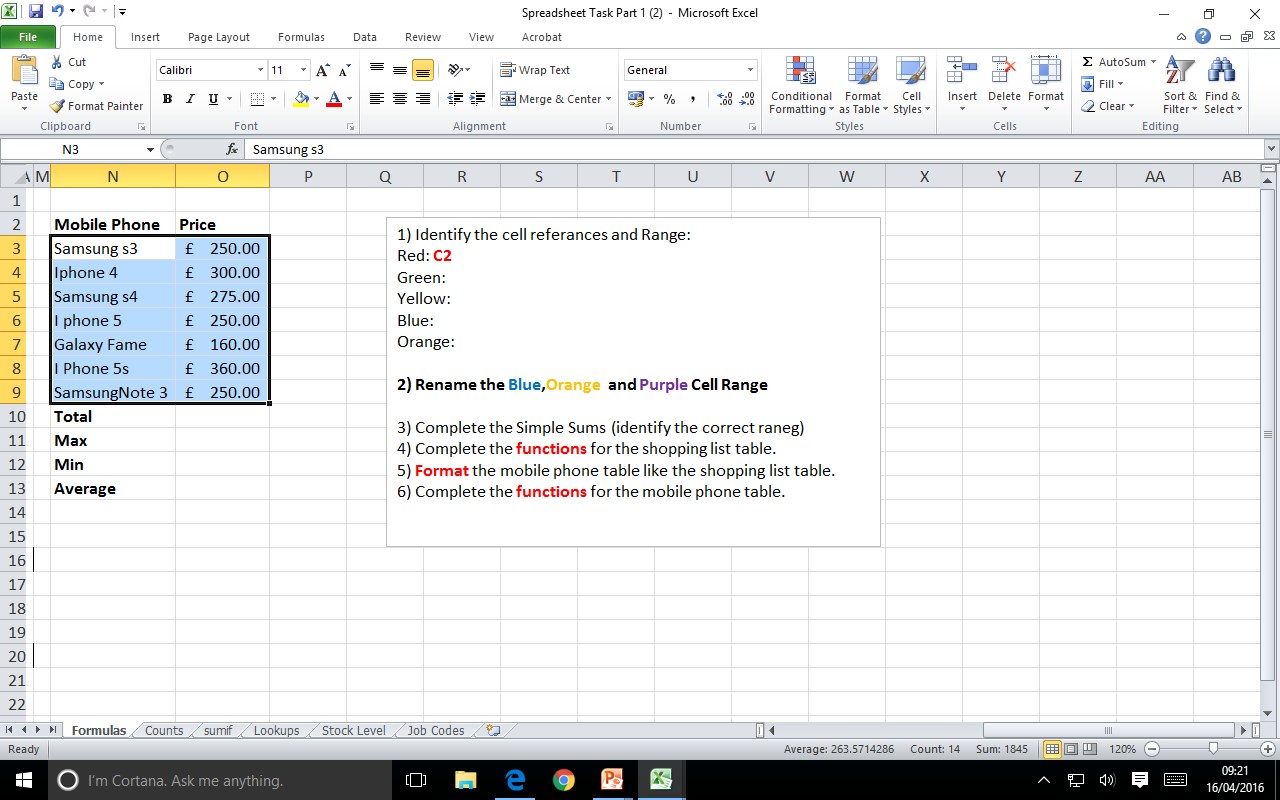 Spreadsheet Task Part 1 (2) - Microsoft Excel
File Home Insert Page Layout Formulas Data Review View Acrobat
Paste Cut Copy Format Painter
Calibri 11 B I U
Wrap Text Merge & Center
General % ,
Conditional Formatting Format as Table Cell Styles
Insert Delete Format
Σ AutoSum Fill Clear Sort & Filter Find & Select
Clipboard Font Alignment Number Styles Cells Editing
N3 fx Samsung s3
A M N O P Q R S T U V W X Y Z AA AB
1
2 Mobile Phone Price
3 Samsung s3 £ 250.00
4 Iphone 4 £ 300.00
5 Samsung s4 £ 275.00
6 I phone 5 £ 250.00
7 Galaxy Fame £ 160.00
8 I Phone 5s £ 360.00
9 SamsungNote 3 £ 250.00
10 Total
11 Max
12 Min
13 Average
14
15
16
17
18
19
20
21
22
1) Identify the cell referances and Range:
Red: C2
Green:
Yellow:
Blue:
Orange:
2) Rename the Blue,Orange and Purple Cell Range
3) Complete the Simple Sums (identify the correct raneg)
4) Complete the functions for the shopping list table.
5) Format the mobile phone table like the shopping list table.
6) Complete the functions for the mobile phone table.
Formulas Counts sumif Lookups Stock Level Job Codes
Ready Average: 263.5714286 Count: 14 Sum: 1845 120%
I'm Cortana. Ask me anything.
09:21
16/04/2016